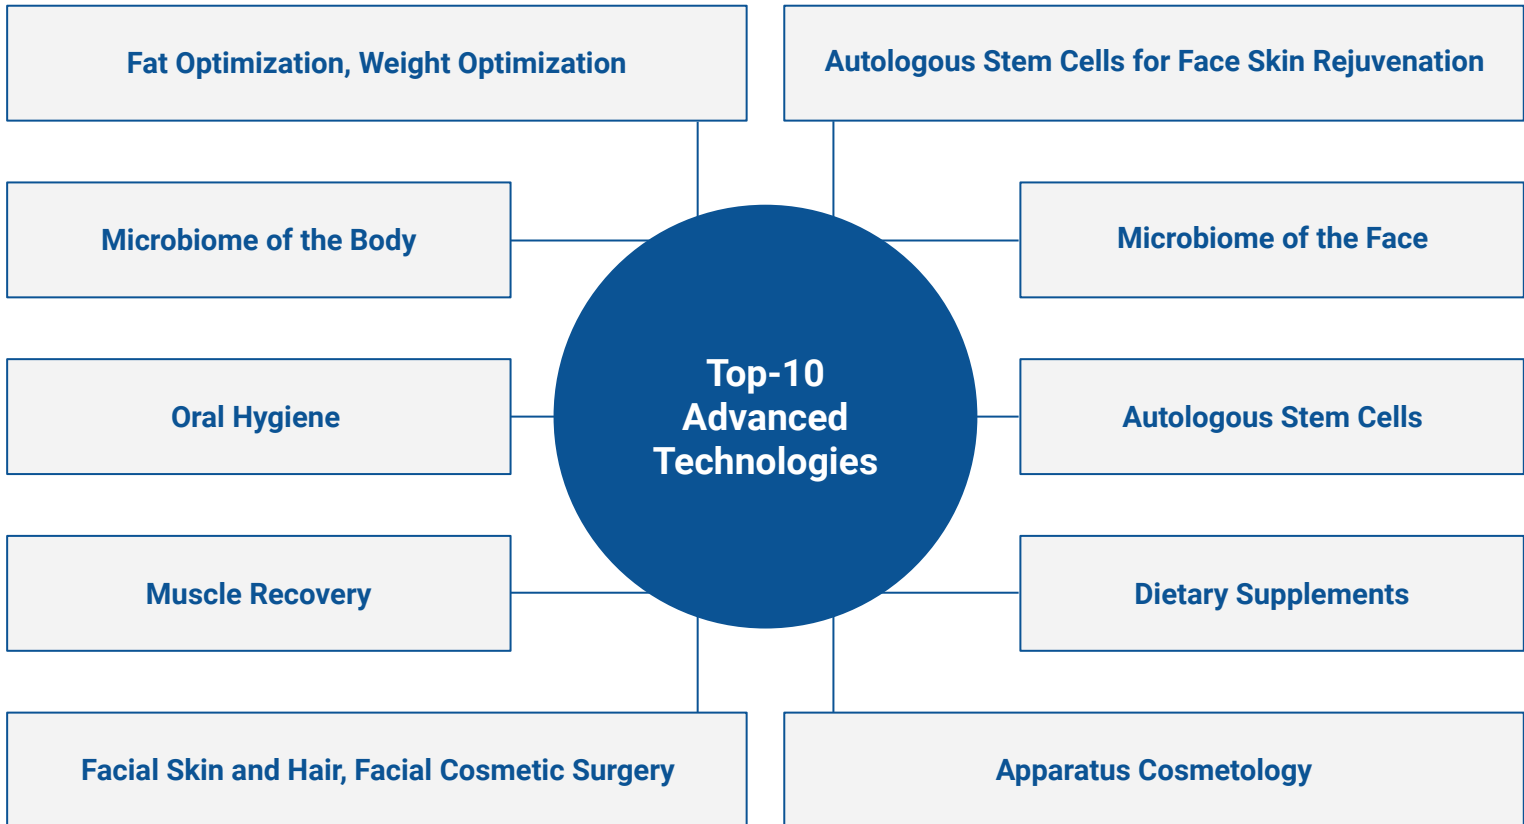 Fat Optimization, Weight Optimization
Autologous Stem Cells for Face Skin Rejuvenation
Microbiome of the Body
Microbiome of the Face
Top-10
Advanced
Technologies
Oral Hygiene
Autologous Stem Cells
Muscle Recovery
Dietary Supplements
Facial Skin and Hair, Facial Cosmetic Surgery
Apparatus Cosmetology